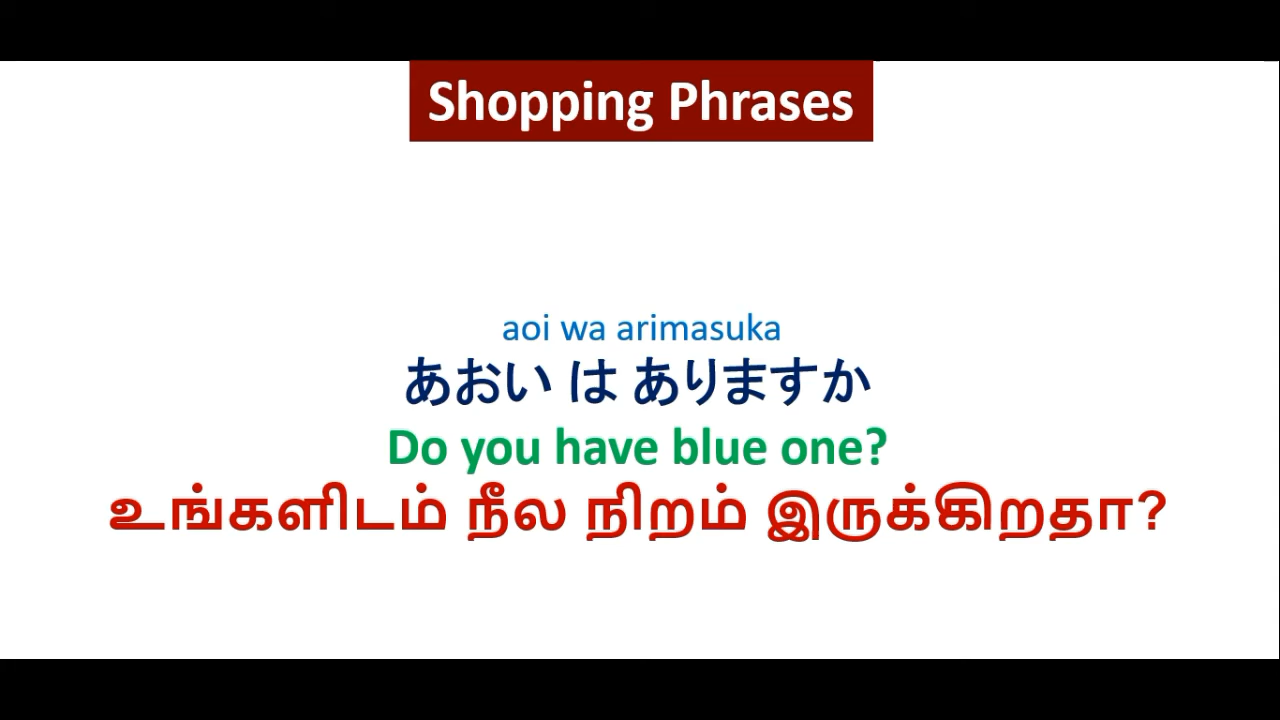 Shopping Phrases
aoi wa arimasuka
あおい は ありますか
Do you have blue one?
உங்களிடம் நீல நிறம் இருக்கிறதா?